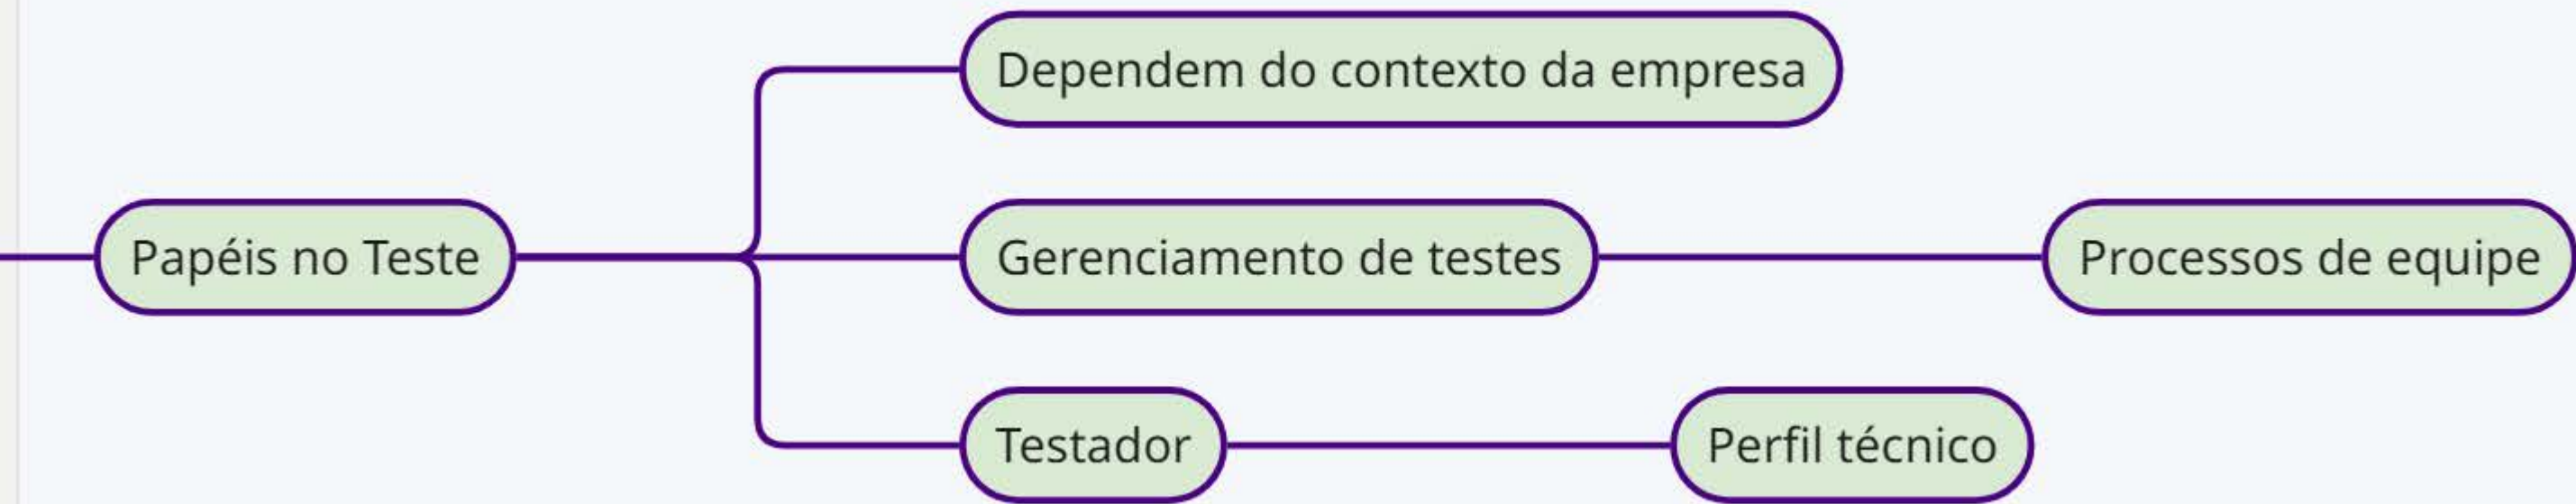 Dependem do contexto da empresa
Papéis no Teste
Gerenciamento de testes
Processos de equipe
Testador
Perfil técnico